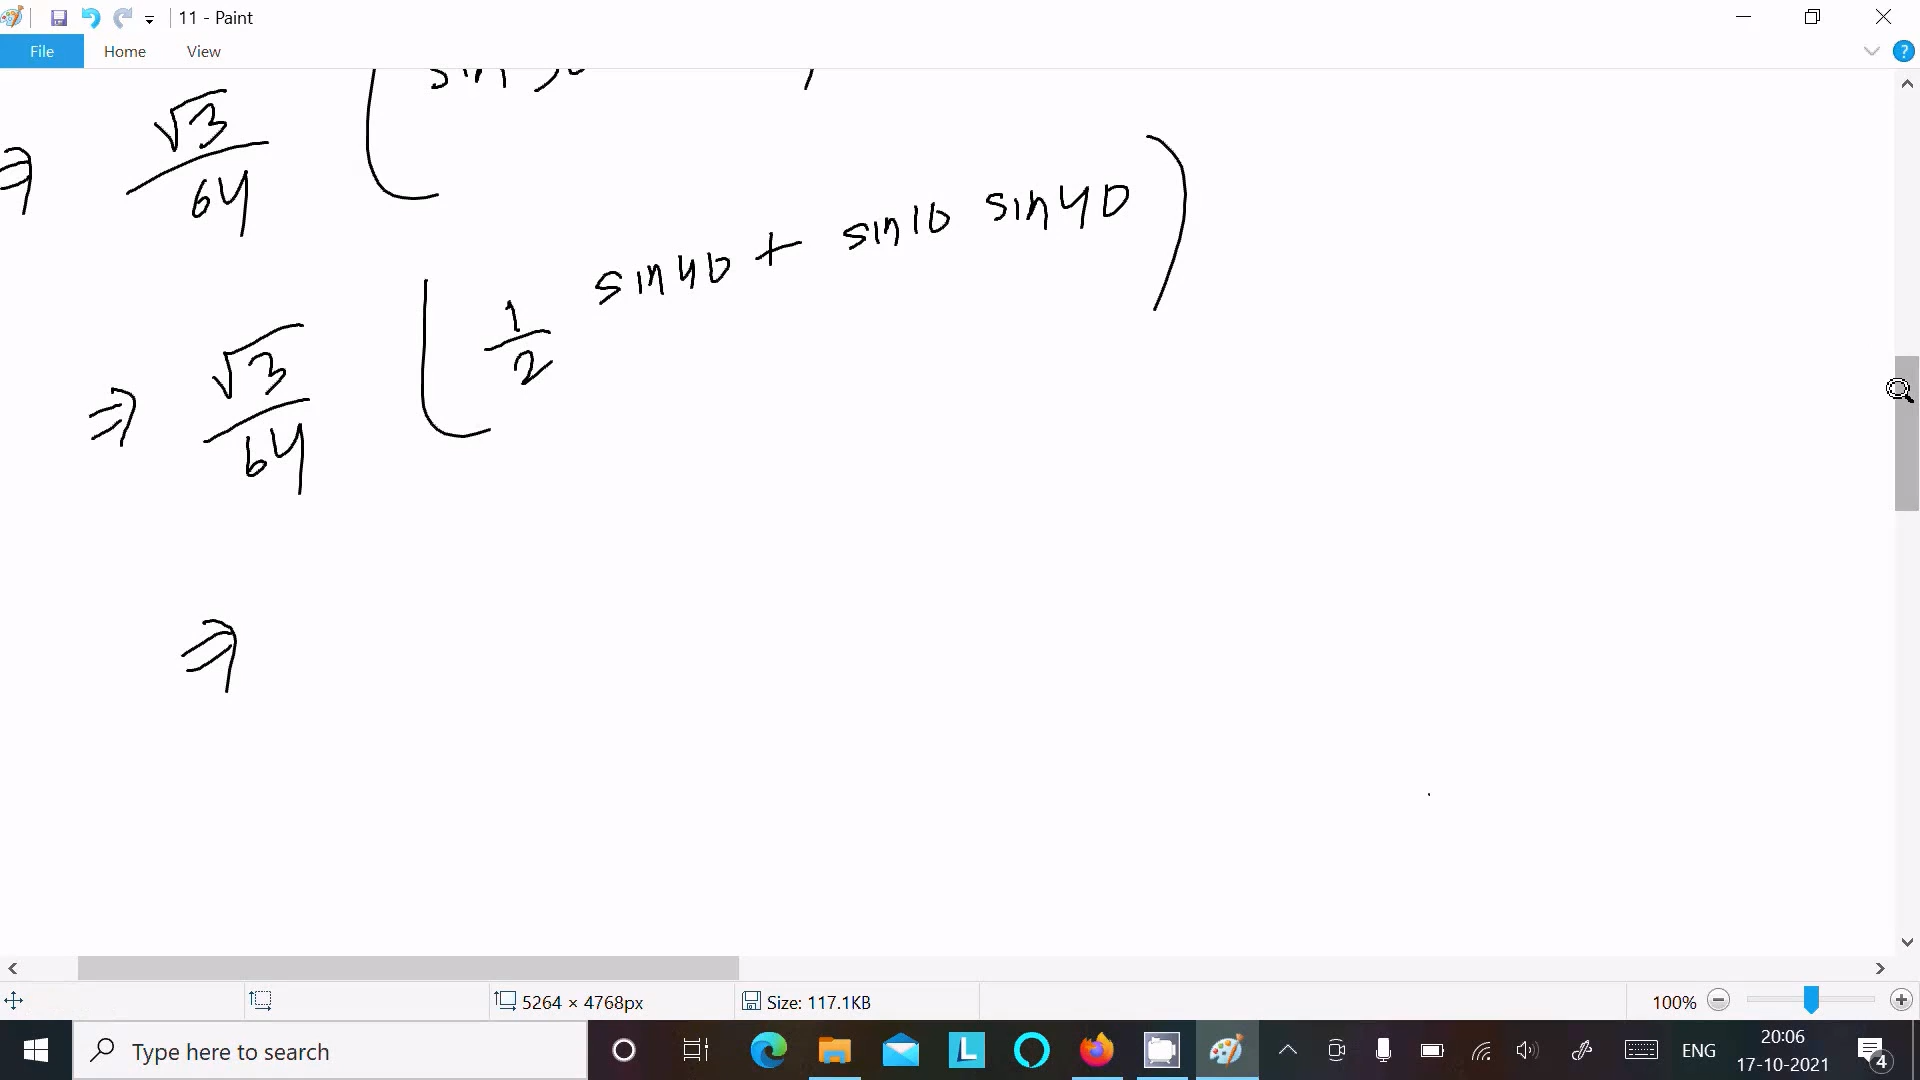 11 - Paint
File Home View
⇒ √3/64 (
⇒ √3/64 ( 1/2 sin40 + sin10 sin40 )
⇒
5264 × 4768px Size: 117.1KB 100%
Type here to search
L
ENG
20:06
17-10-2021
4